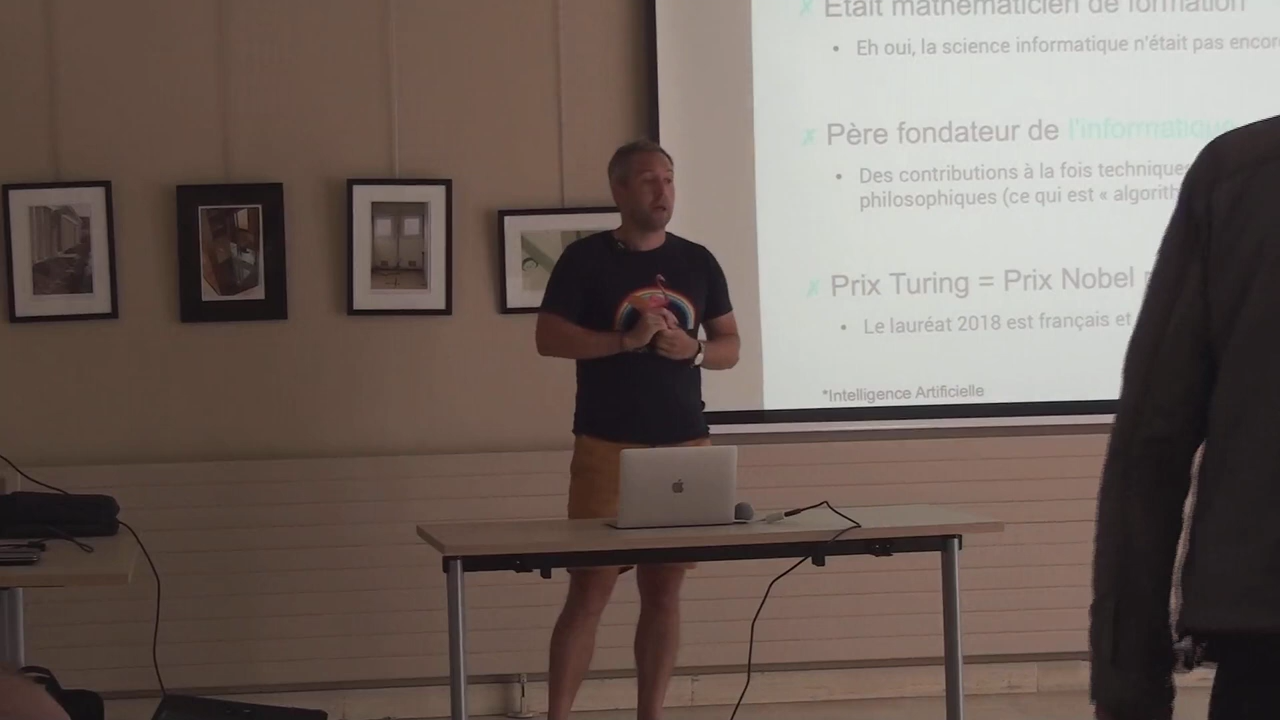 Était mathématicien de formation
• Eh oui, la science informatique n'était pas encore
Père fondateur de l'informatique
• Des contributions à la fois techniques
philosophiques (ce qui est « algorith
Prix Turing = Prix Nobel
• Le lauréat 2018 est français et
*Intelligence Artificielle